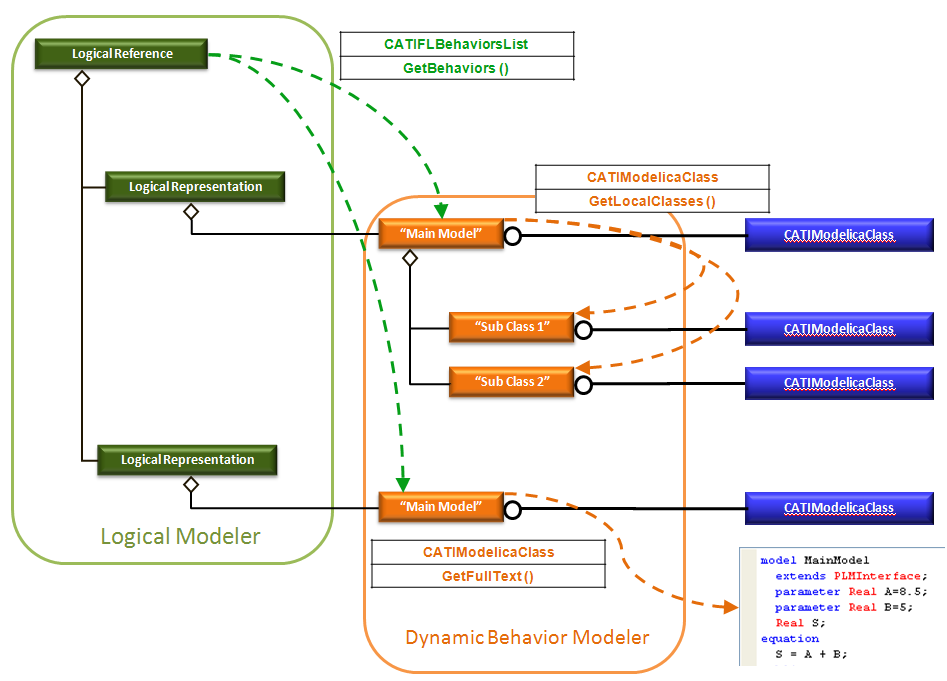 Logical Reference
CATIFLBehaviorsList
GetBehaviors ()
Logical Representation
CATIModelicaClass
GetLocalClasses ()
"Main Model"
CATIModelicaClass
"Sub Class 1"
CATIModelicaClass
"Sub Class 2"
CATIModelicaClass
Logical Representation
"Main Model"
CATIModelicaClass
Logical Modeler
CATIModelicaClass
GetFullText ()
Dynamic Behavior Modeler
model MainModel
extends PLMInterface;
parameter Real A=8.5;
parameter Real B=5;
Real S;
equation
S = A + B;